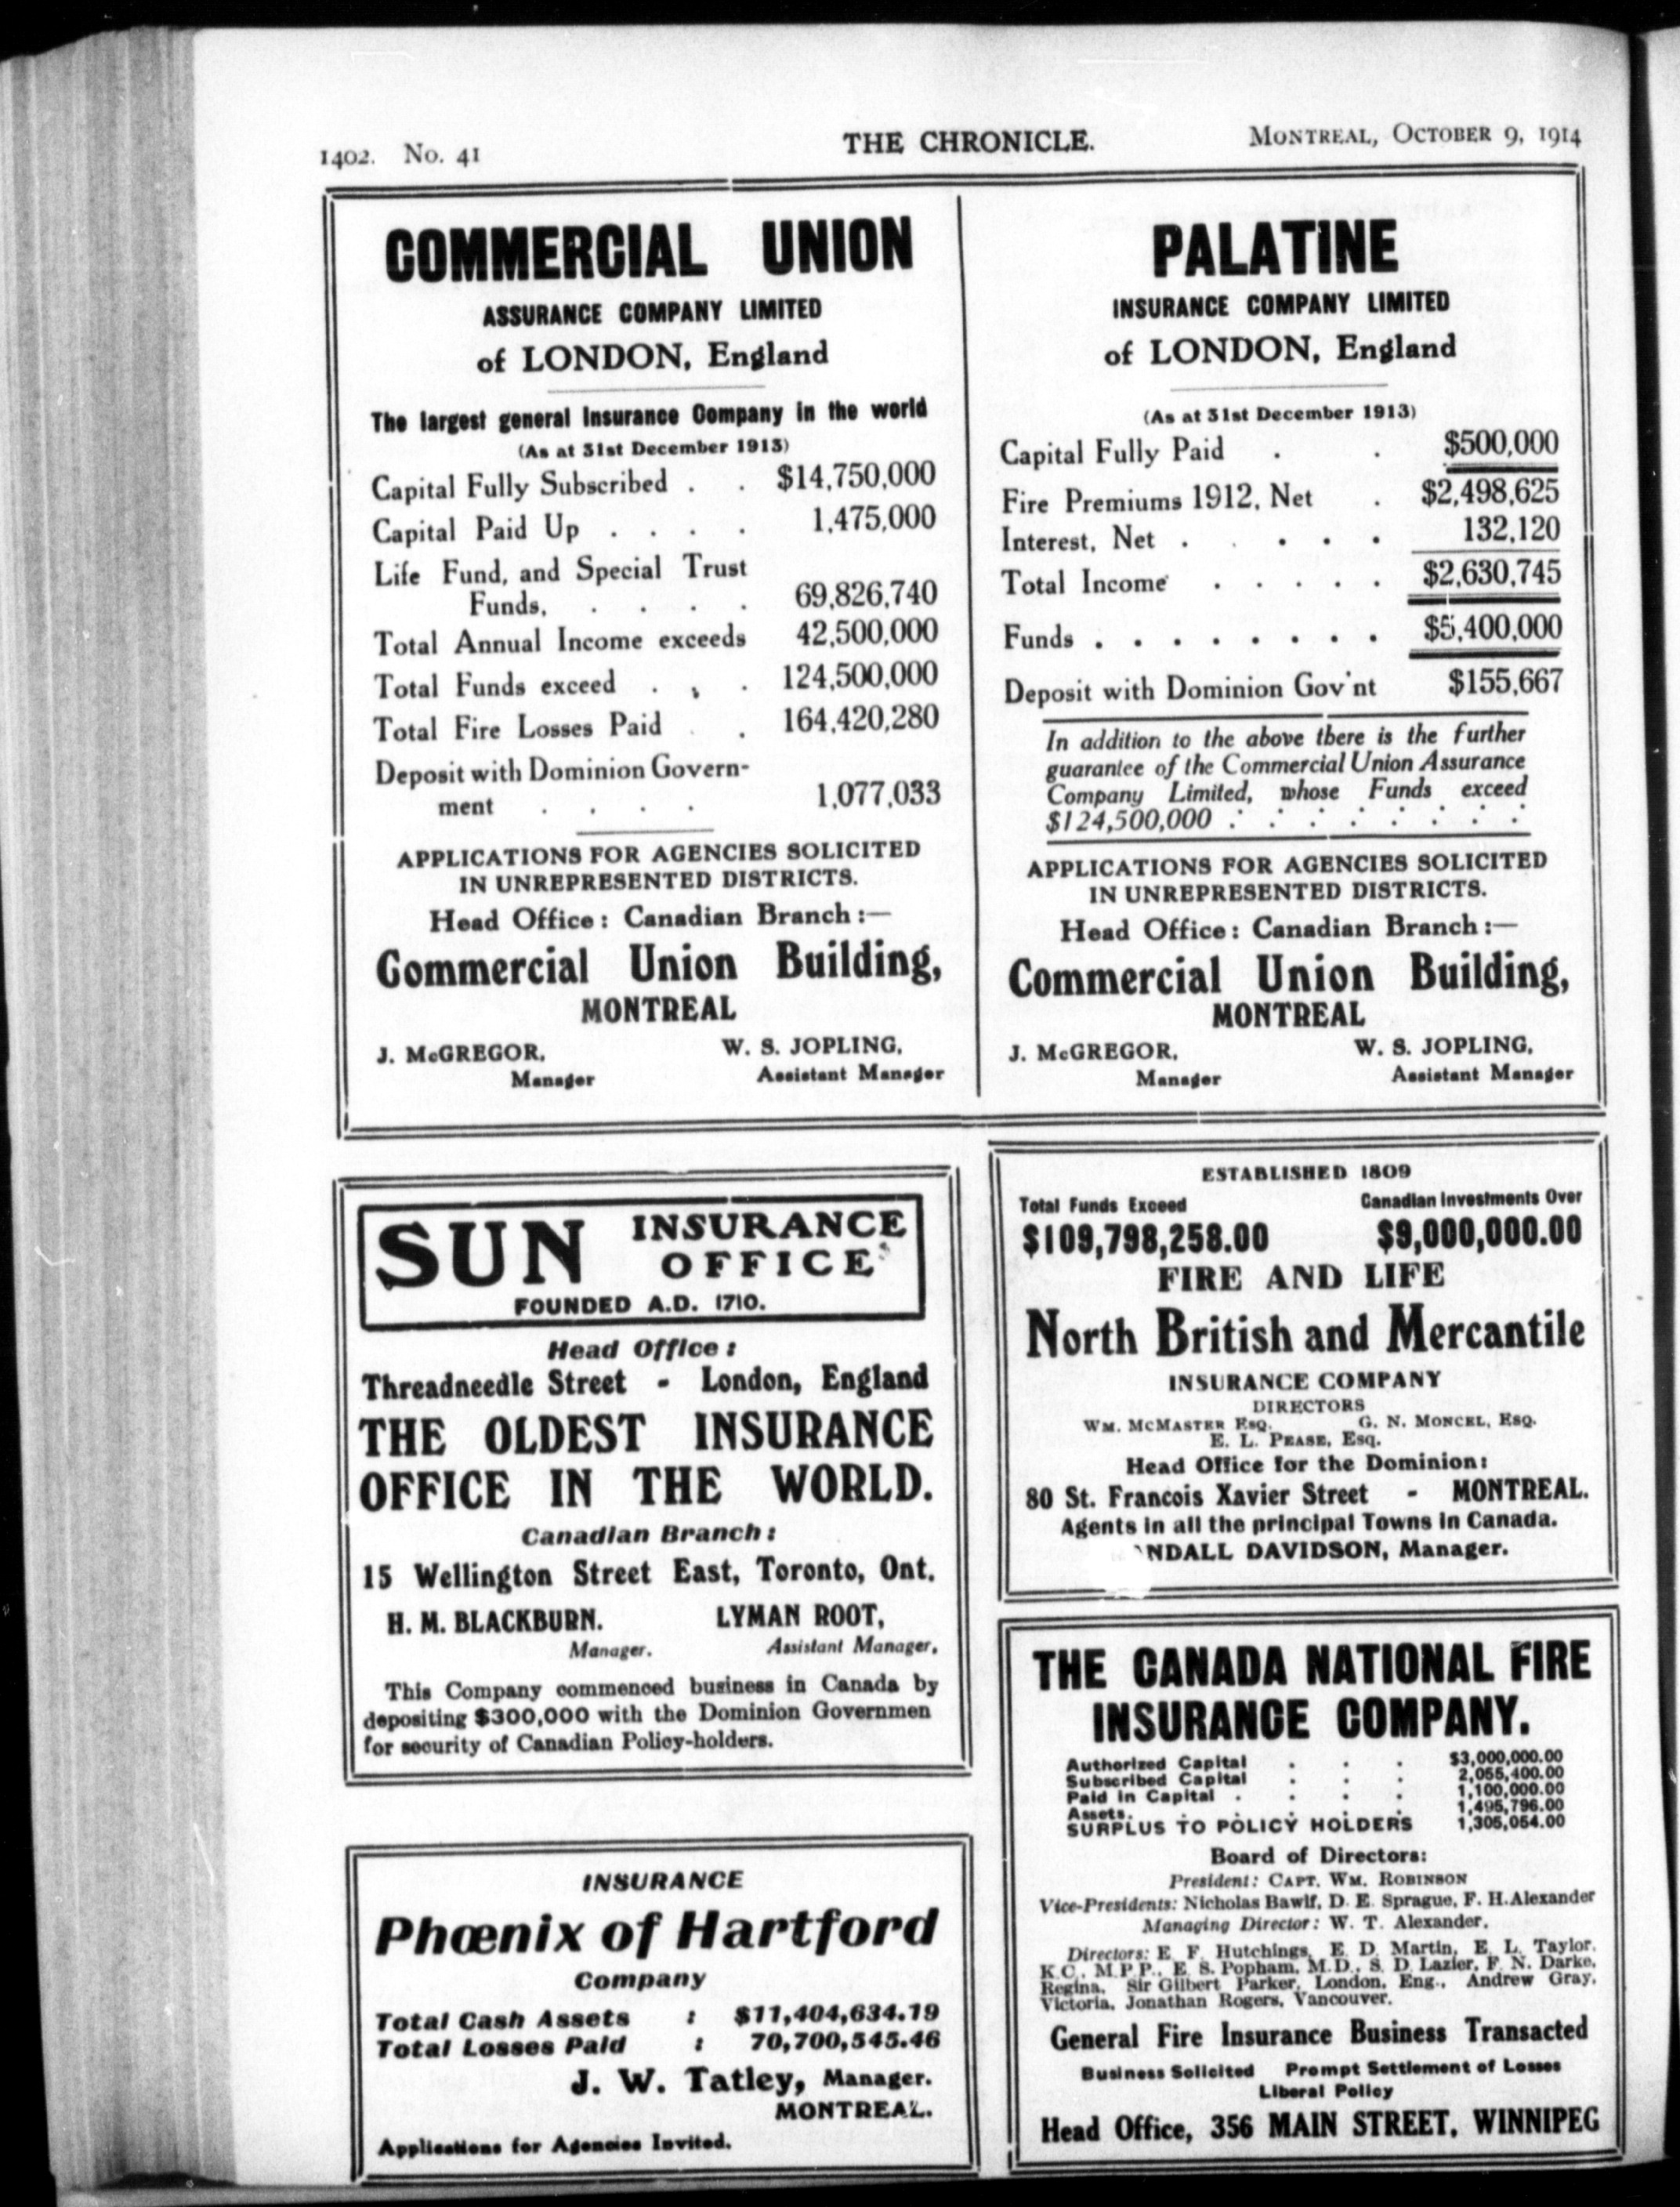 1402. No. 41
THE CHRONICLE.
MONTREAL, OCTOBER 9, 1914
COMMERCIAL UNION
ASSURANCE COMPANY LIMITED
of LONDON, England
The largest general Insurance Company in the world
(As at 31st December 1913)
Capital Fully Subscribed . . $14,750,000
Capital Paid Up . . . . 1,475,000
Life Fund, and Special Trust
Funds, . . . . 69,826,740
Total Annual Income exceeds 42,500,000
Total Funds exceed . . . 124,500,000
Total Fire Losses Paid . . 164,420,280
Deposit with Dominion Govern-
ment . . . . 1,077,033
APPLICATIONS FOR AGENCIES SOLICITED
IN UNREPRESENTED DISTRICTS.
Head Office: Canadian Branch:—
Commercial Union Building,
MONTREAL
J. McGREGOR, W. S. JOPLING,
Manager Assistant Manager
PALATINE
INSURANCE COMPANY LIMITED
of LONDON, England
(As at 31st December 1913)
Capital Fully Paid . . $500,000
Fire Premiums 1912, Net . $2,498,625
Interest, Net . . . . . 132,120
Total Income . . . . . $2,630,745
Funds . . . . . . . . $5,400,000
Deposit with Dominion Gov'nt $155,667
In addition to the above there is the further
guarantee of the Commercial Union Assurance
Company Limited, whose Funds exceed
$124,500,000 . . . . . . . .
APPLICATIONS FOR AGENCIES SOLICITED
IN UNREPRESENTED DISTRICTS.
Head Office: Canadian Branch:—
Commercial Union Building,
MONTREAL
J. McGREGOR, W. S. JOPLING,
Manager Assistant Manager
SUN INSURANCE
OFFICE
FOUNDED A.D. 1710.
Head Office:
Threadneedle Street - London, England
THE OLDEST INSURANCE
OFFICE IN THE WORLD.
Canadian Branch:
15 Wellington Street East, Toronto, Ont.
H. M. BLACKBURN. LYMAN ROOT,
Manager. Assistant Manager,
This Company commenced business in Canada by
depositing $300,000 with the Dominion Governmen
for security of Canadian Policy-holders.
INSURANCE
Phœnix of Hartford
Company
Total Cash Assets : $11,404,634.19
Total Losses Paid : 70,700,545.46
J. W. Tatley, Manager.
MONTREAL.
Applications for Agencies Invited.
ESTABLISHED 1809
Total Funds Exceed Canadian Investments Over
$109,798,258.00 $9,000,000.00
FIRE AND LIFE
North British and Mercantile
INSURANCE COMPANY
DIRECTORS
WM. MCMASTER ESQ. G. N. MONCEL, ESQ.
E. L. PEASE, Esq.
Head Office for the Dominion:
80 St. Francois Xavier Street - MONTREAL.
Agents in all the principal Towns in Canada.
NDALL DAVIDSON, Manager.
THE CANADA NATIONAL FIRE
INSURANCE COMPANY.
Authorized Capital . . . $3,000,000.00
Subscribed Capital . . . 2,055,400.00
Paid in Capital . . . . 1,100,000.00
Assets. . . . . . 1,495,796.00
SURPLUS TO POLICY HOLDERS 1,305,054.00
Board of Directors:
President: CAPT. WM. ROBINSON
Vice-Presidents: Nicholas Bawlf, D. E. Sprague, F. H. Alexander
Managing Director: W. T. Alexander.
Directors: E. F. Hutchings, E. D. Martin, E. L. Taylor,
K.C., M.P.P., E. S. Popham, M.D., S. D. Lazier, F. N. Darke,
Regina, Sir Gilbert Parker, London, Eng., Andrew Gray,
Victoria, Jonathan Rogers, Vancouver.
General Fire Insurance Business Transacted
Business Solicited Prompt Settlement of Losses
Liberal Policy
Head Office, 356 MAIN STREET, WINNIPEG